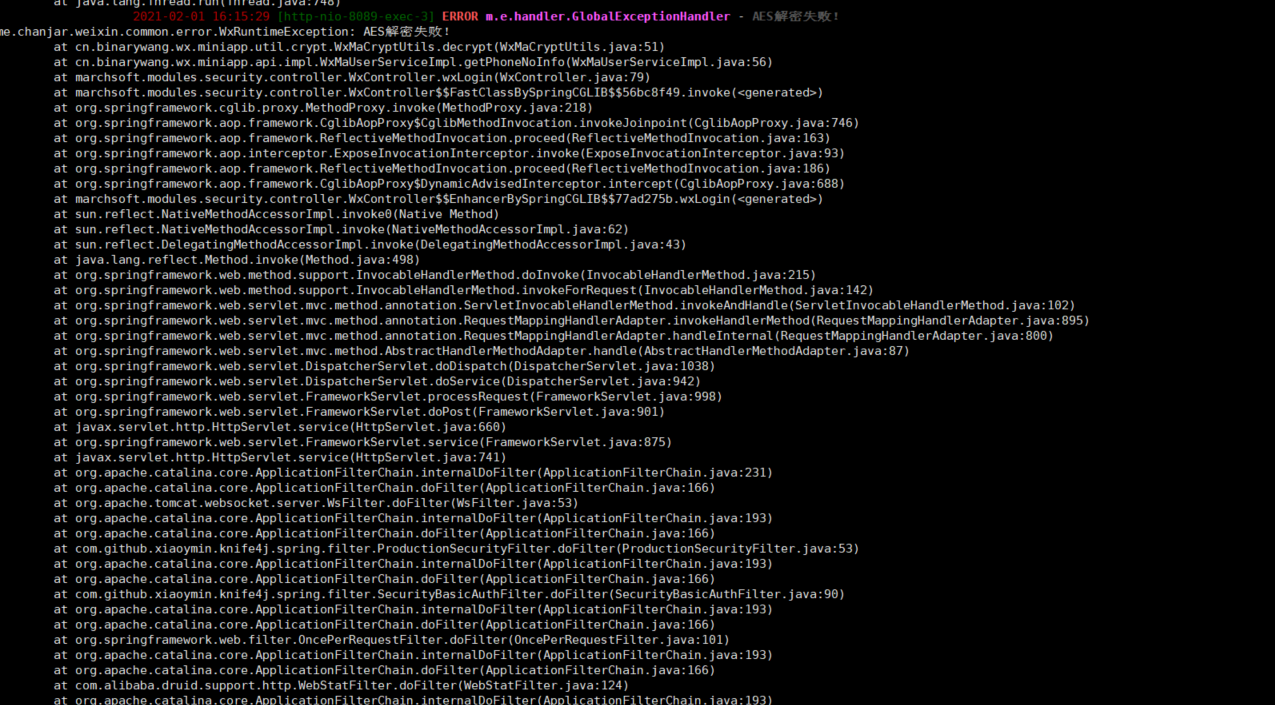 at java.lang.Thread.run(Thread.java:748)
2021-02-01 16:15:29 [http-nio-8089-exec-3] ERROR m.e.handler.GlobalExceptionHandler - AES解密失败!
me.chanjar.weixin.common.error.WxRuntimeException: AES解密失败!
at cn.binarywang.wx.miniapp.util.crypt.WxMaCryptUtils.decrypt(WxMaCryptUtils.java:51)
at cn.binarywang.wx.miniapp.api.impl.WxMaUserServiceImpl.getPhoneNoInfo(WxMaUserServiceImpl.java:56)
at marchsoft.modules.security.controller.WxController.wxLogin(WxController.java:79)
at marchsoft.modules.security.controller.WxController$$FastClassBySpringCGLIB$$56bc8f49.invoke(<generated>)
at org.springframework.cglib.proxy.MethodProxy.invoke(MethodProxy.java:218)
at org.springframework.aop.framework.CglibAopProxy$CglibMethodInvocation.invokeJoinpoint(CglibAopProxy.java:746)
at org.springframework.aop.framework.ReflectiveMethodInvocation.proceed(ReflectiveMethodInvocation.java:163)
at org.springframework.aop.interceptor.ExposeInvocationInterceptor.invoke(ExposeInvocationInterceptor.java:93)
at org.springframework.aop.framework.ReflectiveMethodInvocation.proceed(ReflectiveMethodInvocation.java:186)
at org.springframework.aop.framework.CglibAopProxy$DynamicAdvisedInterceptor.intercept(CglibAopProxy.java:688)
at marchsoft.modules.security.controller.WxController$$EnhancerBySpringCGLIB$$77ad275b.wxLogin(<generated>)
at sun.reflect.NativeMethodAccessorImpl.invoke0(Native Method)
at sun.reflect.NativeMethodAccessorImpl.invoke(NativeMethodAccessorImpl.java:62)
at sun.reflect.DelegatingMethodAccessorImpl.invoke(DelegatingMethodAccessorImpl.java:43)
at java.lang.reflect.Method.invoke(Method.java:498)
at org.springframework.web.method.support.InvocableHandlerMethod.doInvoke(InvocableHandlerMethod.java:215)
at org.springframework.web.method.support.InvocableHandlerMethod.invokeForRequest(InvocableHandlerMethod.java:142)
at org.springframework.web.servlet.mvc.method.annotation.ServletInvocableHandlerMethod.invokeAndHandle(ServletInvocableHandlerMethod.java:102)
at org.springframework.web.servlet.mvc.method.annotation.RequestMappingHandlerAdapter.invokeHandlerMethod(RequestMappingHandlerAdapter.java:895)
at org.springframework.web.servlet.mvc.method.annotation.RequestMappingHandlerAdapter.handleInternal(RequestMappingHandlerAdapter.java:800)
at org.springframework.web.servlet.mvc.method.AbstractHandlerMethodAdapter.handle(AbstractHandlerMethodAdapter.java:87)
at org.springframework.web.servlet.DispatcherServlet.doDispatch(DispatcherServlet.java:1038)
at org.springframework.web.servlet.DispatcherServlet.doService(DispatcherServlet.java:942)
at org.springframework.web.servlet.FrameworkServlet.processRequest(FrameworkServlet.java:998)
at org.springframework.web.servlet.FrameworkServlet.doPost(FrameworkServlet.java:901)
at javax.servlet.http.HttpServlet.service(HttpServlet.java:660)
at org.springframework.web.servlet.FrameworkServlet.service(FrameworkServlet.java:875)
at javax.servlet.http.HttpServlet.service(HttpServlet.java:741)
at org.apache.catalina.core.ApplicationFilterChain.internalDoFilter(ApplicationFilterChain.java:231)
at org.apache.catalina.core.ApplicationFilterChain.doFilter(ApplicationFilterChain.java:166)
at org.apache.tomcat.websocket.server.WsFilter.doFilter(WsFilter.java:53)
at org.apache.catalina.core.ApplicationFilterChain.internalDoFilter(ApplicationFilterChain.java:193)
at org.apache.catalina.core.ApplicationFilterChain.doFilter(ApplicationFilterChain.java:166)
at com.github.xiaoymin.knife4j.spring.filter.ProductionSecurityFilter.doFilter(ProductionSecurityFilter.java:53)
at org.apache.catalina.core.ApplicationFilterChain.internalDoFilter(ApplicationFilterChain.java:193)
at org.apache.catalina.core.ApplicationFilterChain.doFilter(ApplicationFilterChain.java:166)
at com.github.xiaoymin.knife4j.spring.filter.SecurityBasicAuthFilter.doFilter(SecurityBasicAuthFilter.java:90)
at org.apache.catalina.core.ApplicationFilterChain.internalDoFilter(ApplicationFilterChain.java:193)
at org.apache.catalina.core.ApplicationFilterChain.doFilter(ApplicationFilterChain.java:166)
at org.springframework.web.filter.OncePerRequestFilter.doFilter(OncePerRequestFilter.java:101)
at org.apache.catalina.core.ApplicationFilterChain.internalDoFilter(ApplicationFilterChain.java:193)
at org.apache.catalina.core.ApplicationFilterChain.doFilter(ApplicationFilterChain.java:166)
at com.alibaba.druid.support.http.WebStatFilter.doFilter(WebStatFilter.java:124)
at org.apache.catalina.core.ApplicationFilterChain.internalDoFilter(ApplicationFilterChain.java:193)